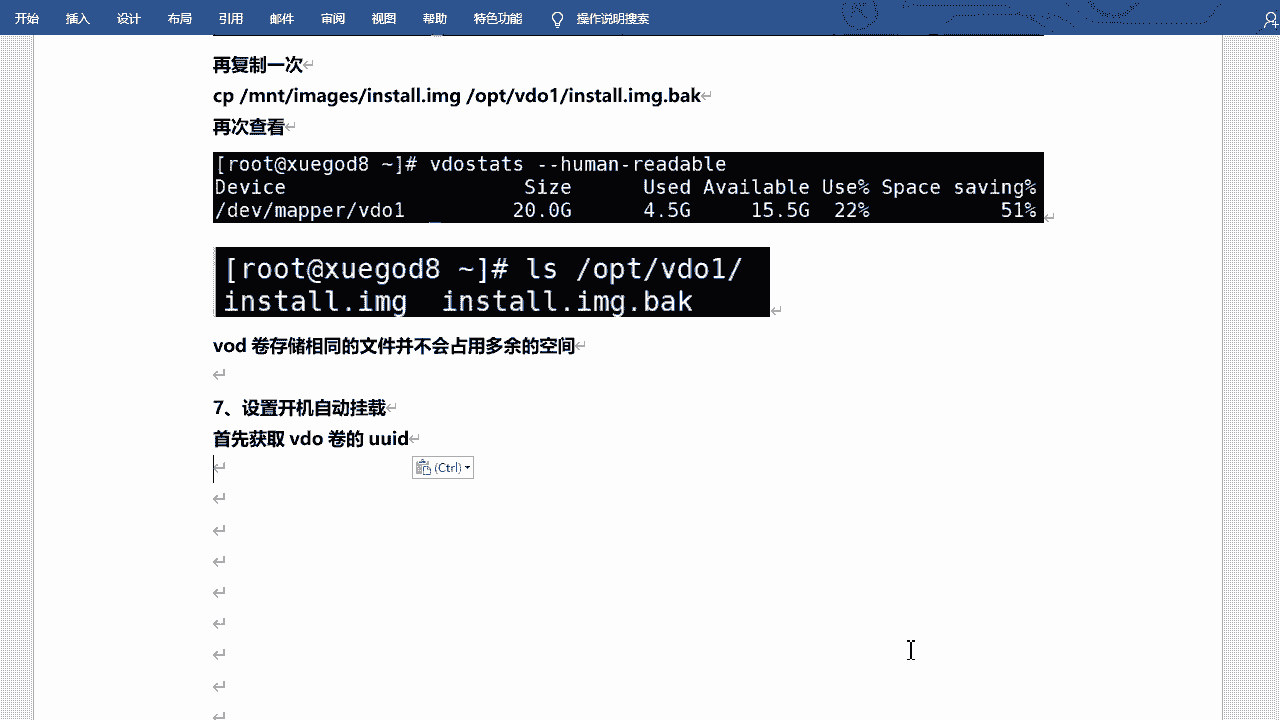 开始 插入 设计 布局 引用 邮件 审阅 视图 帮助 特色功能 操作说明搜索
再复制一次
cp /mnt/images/install.img /opt/vdo1/install.img.bak
再次查看
[root@xuegod8 ~]# vdostats --human-readable
Device Size Used Available Use% Space saving%
/dev/mapper/vdo1 20.0G 4.5G 15.5G 22% 51%
[root@xuegod8 ~]# ls /opt/vdo1/
install.img install.img.bak
vod 卷存储相同的文件并不会占用多余的空间
7、设置开机自动挂载
首先获取 vdo 卷的 uuid
(Ctrl)